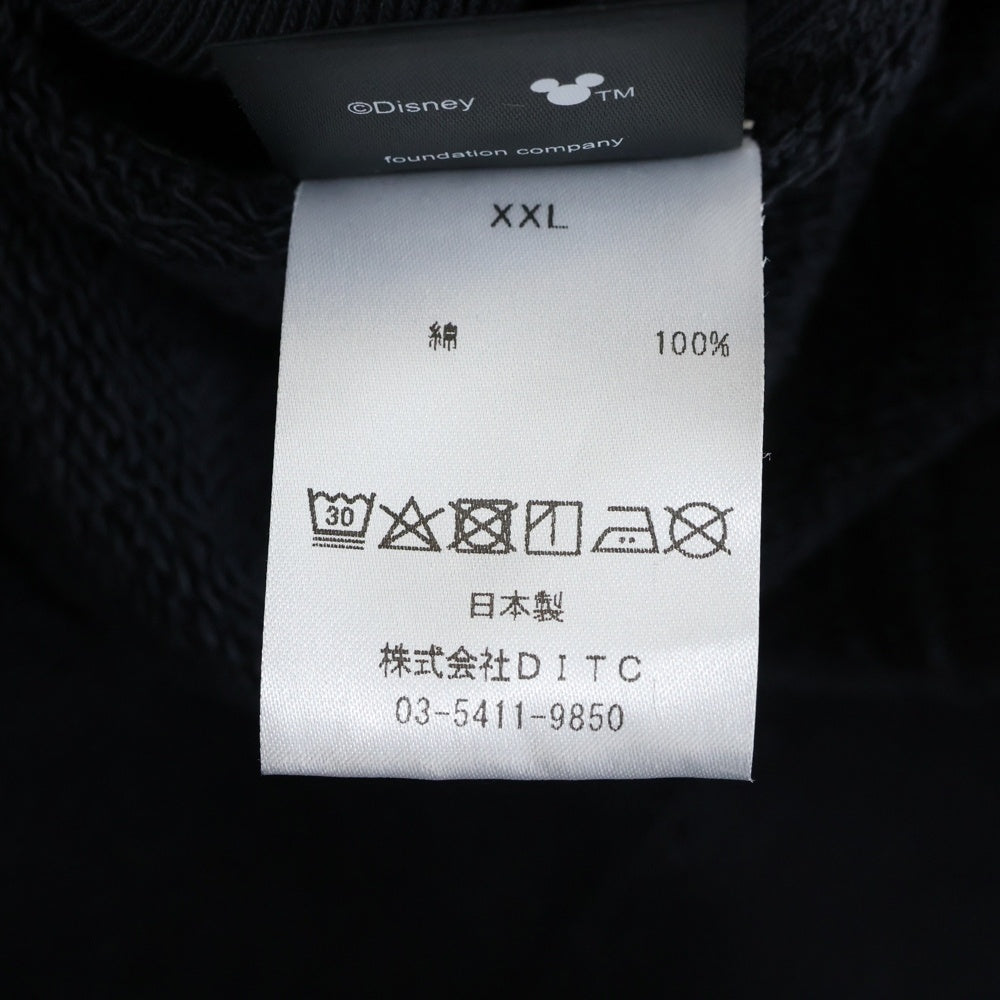 ©Disney TM
foundation company
XXL
綿 100%
30
日本製
株式会社ＤＩＴＣ
03-5411-9850